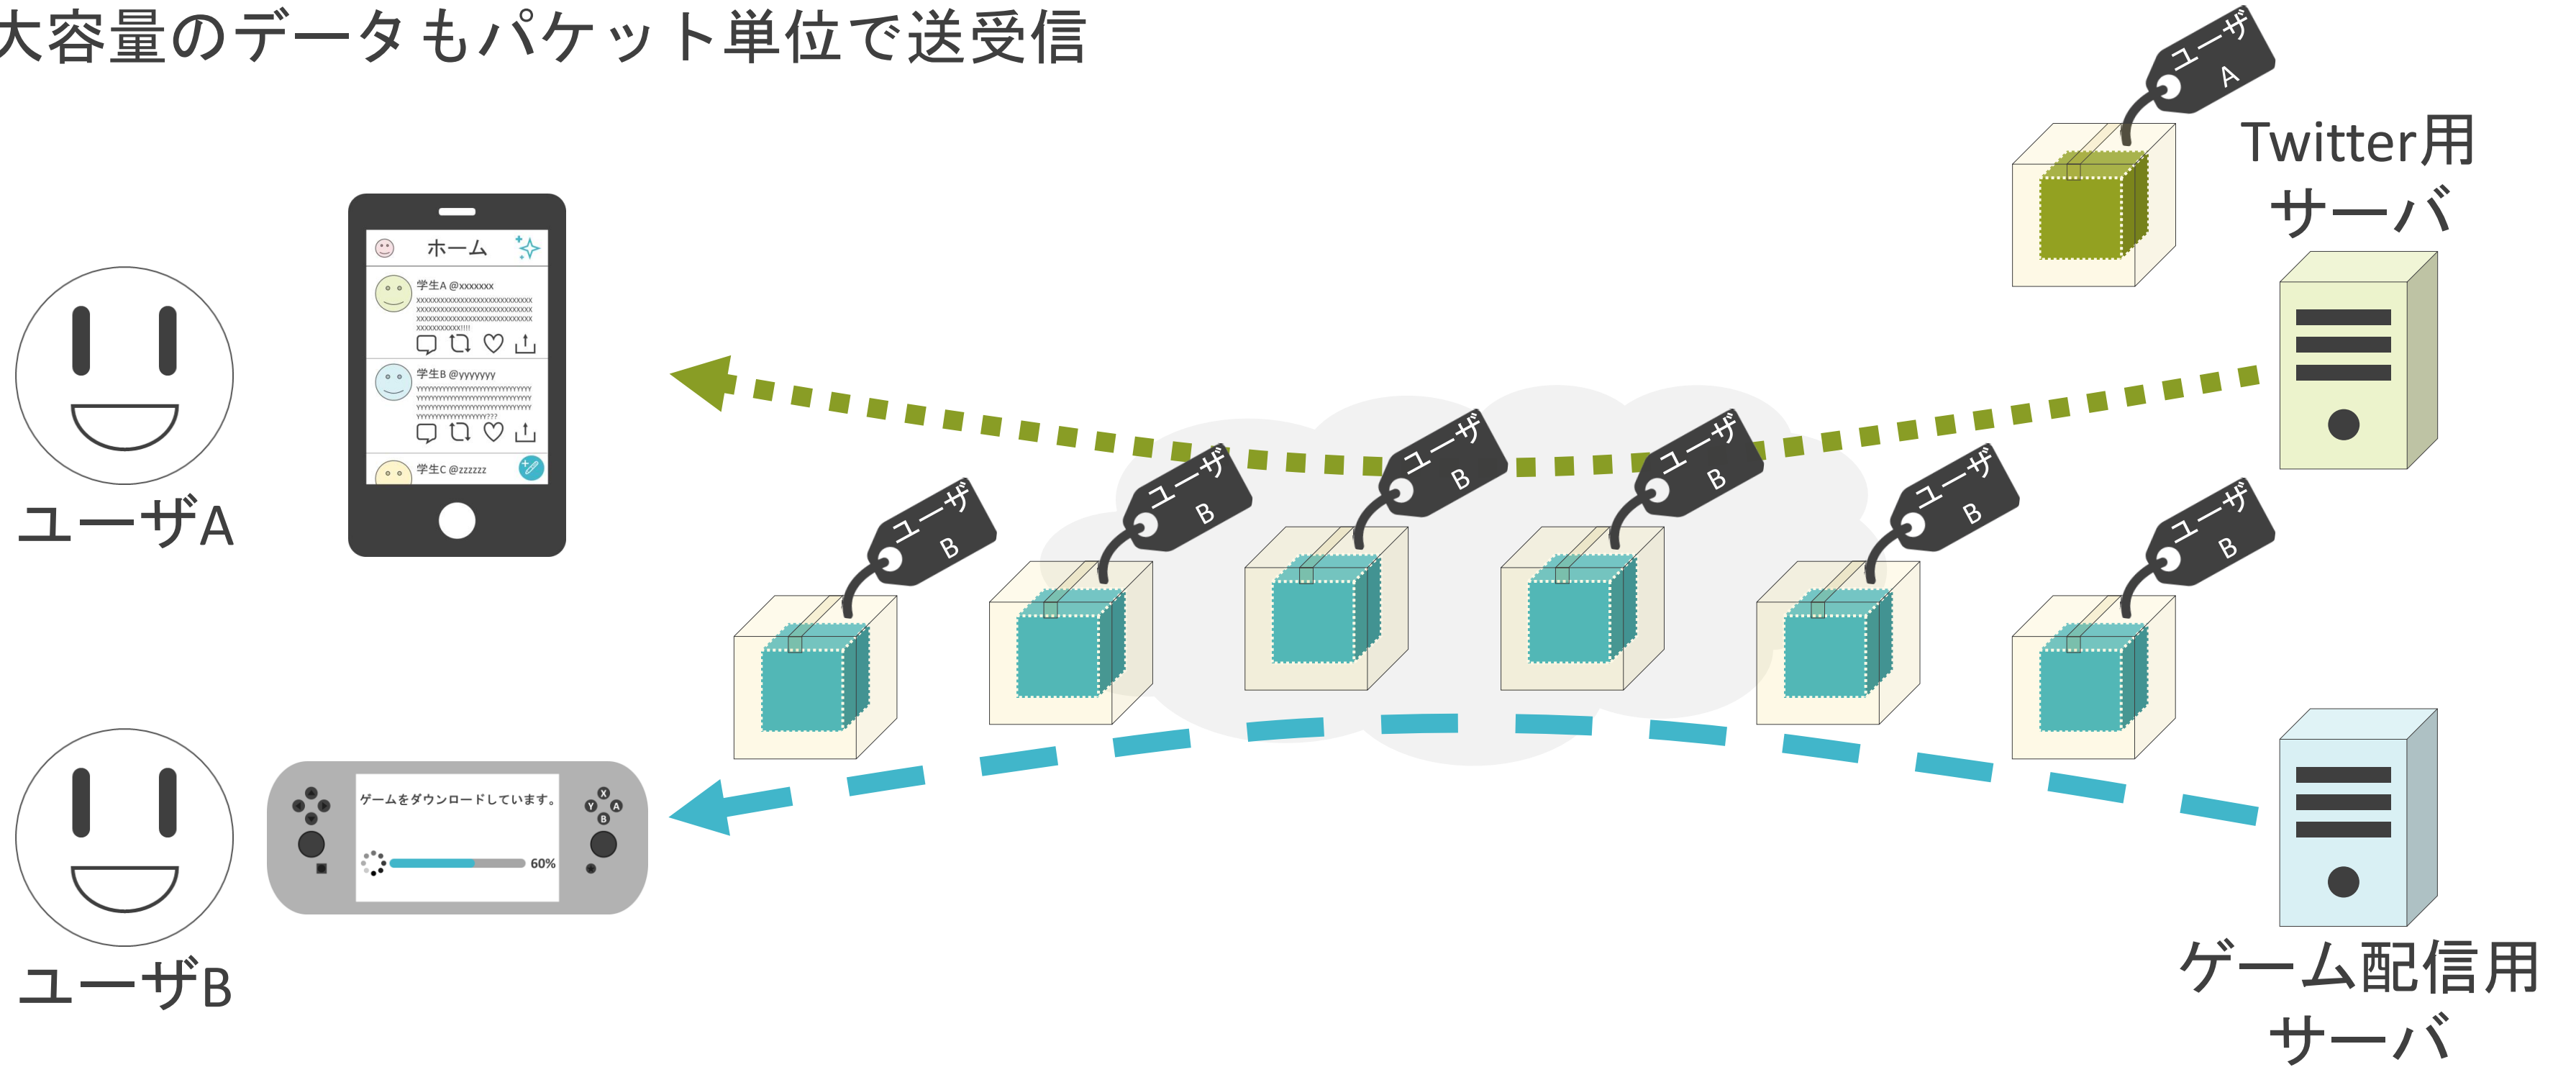 大容量のデータもパケット単位で送受信
ユーザ
A
Twitter用
サーバ
ホーム
学生A @xxxxxxx
学生B @yyyyyyy
学生C @zzzzzz
ユーザA
ユーザ
B
ユーザ
B
ユーザ
B
ユーザ
B
ユーザ
B
ユーザ
B
ゲームをダウンロードしています。
X
Y
A
B
60%
ユーザB
ゲーム配信用
サーバ